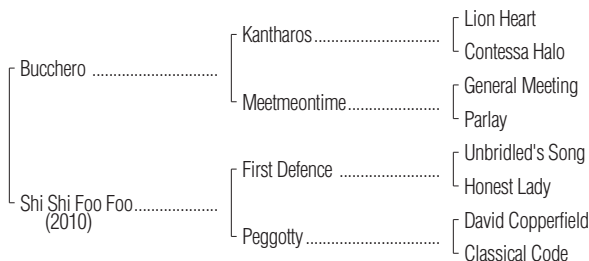 Lion Heart
Kantharos
Contessa Halo
Bucchero
General Meeting
Meetmeontime
Parlay
Unbridled's Song
First Defence
Honest Lady
Shi Shi Foo Foo
(2010)
David Copperfield
Peggotty
Classical Code